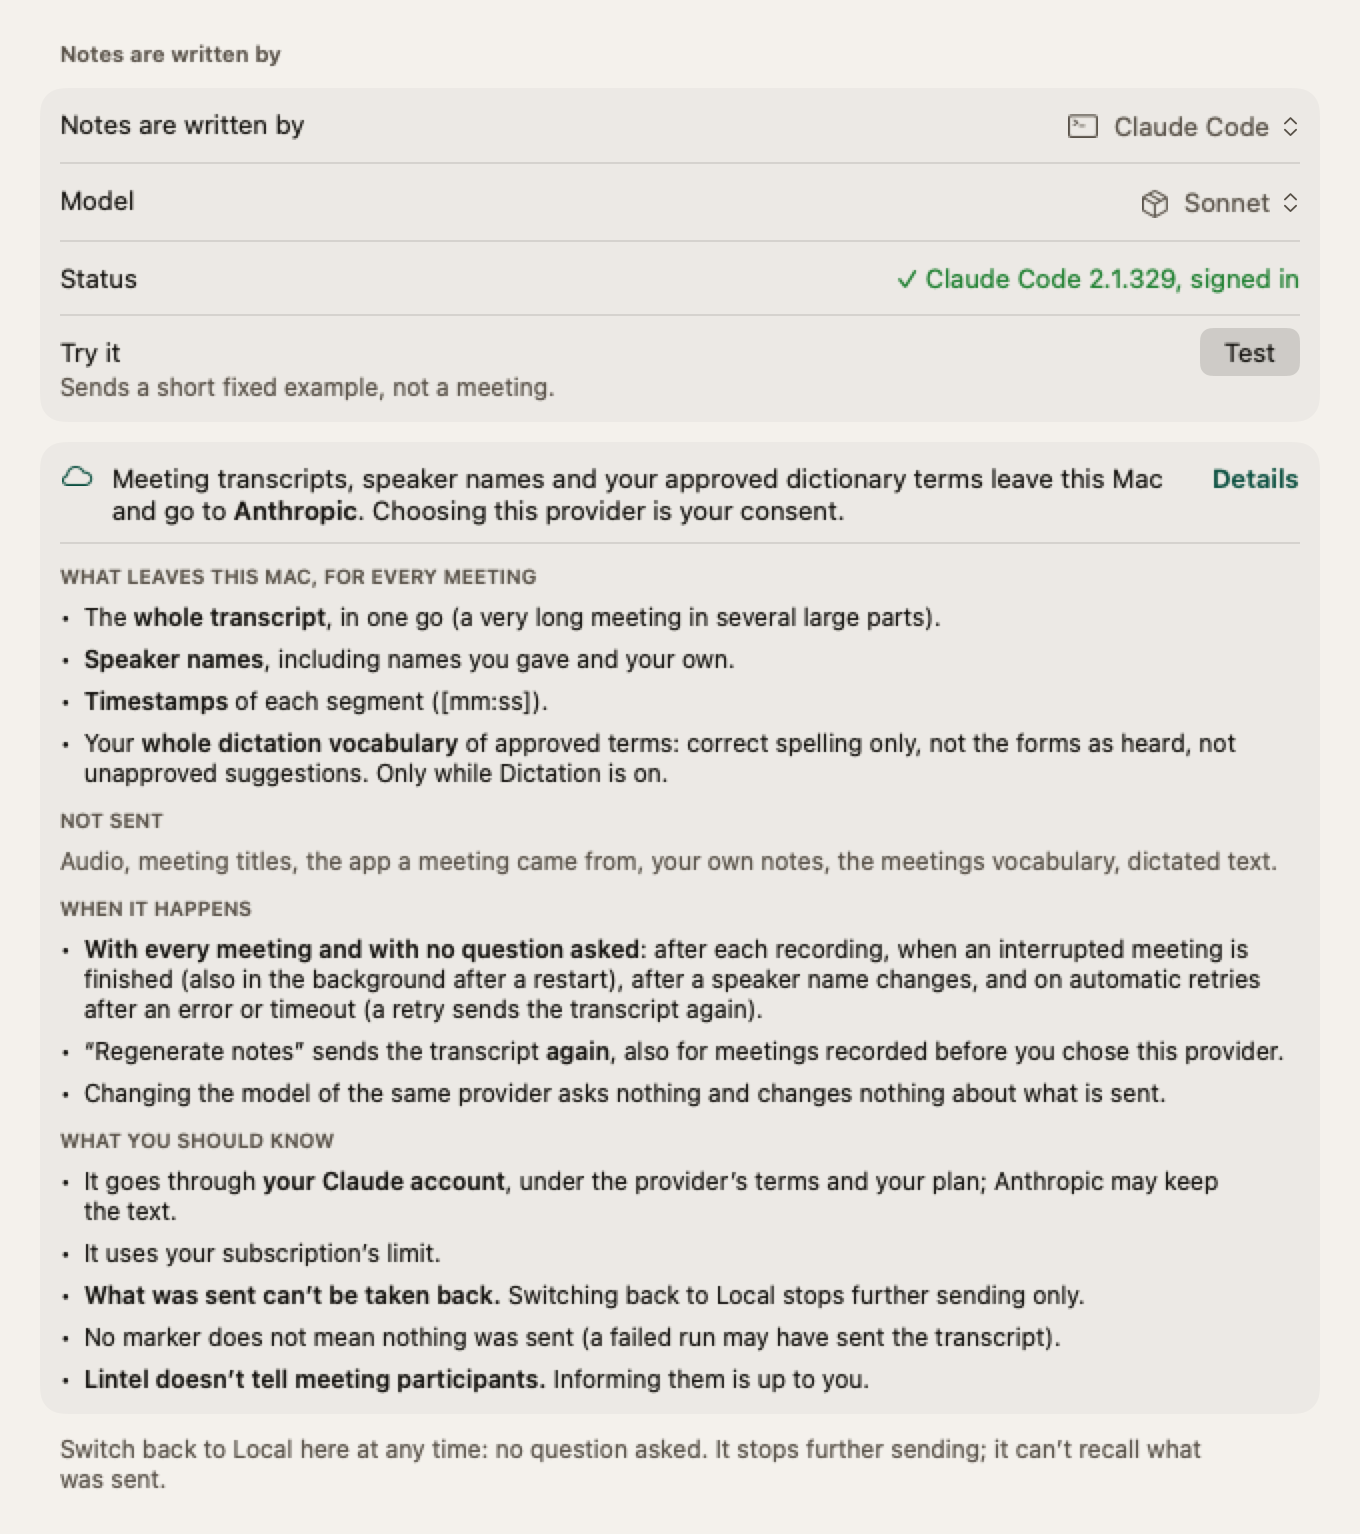 Notes are written by
Notes are written by
Claude Code
Model
Sonnet
Status
✓ Claude Code 2.1.329, signed in
Try it
Test
Sends a short fixed example, not a meeting.
Meeting transcripts, speaker names and your approved dictionary terms leave this Mac
Details
and go to Anthropic. Choosing this provider is your consent.
WHAT LEAVES THIS MAC, FOR EVERY MEETING
• The whole transcript, in one go (a very long meeting in several large parts).
• Speaker names, including names you gave and your own.
• Timestamps of each segment ([mm:ss]).
• Your whole dictation vocabulary of approved terms: correct spelling only, not the forms as heard, not
unapproved suggestions. Only while Dictation is on.
NOT SENT
Audio, meeting titles, the app a meeting came from, your own notes, the meetings vocabulary, dictated text.
WHEN IT HAPPENS
• With every meeting and with no question asked: after each recording, when an interrupted meeting is
finished (also in the background after a restart), after a speaker name changes, and on automatic retries
after an error or timeout (a retry sends the transcript again).
• “Regenerate notes” sends the transcript again, also for meetings recorded before you chose this provider.
• Changing the model of the same provider asks nothing and changes nothing about what is sent.
WHAT YOU SHOULD KNOW
• It goes through your Claude account, under the provider’s terms and your plan; Anthropic may keep
the text.
• It uses your subscription’s limit.
• What was sent can’t be taken back. Switching back to Local stops further sending only.
• No marker does not mean nothing was sent (a failed run may have sent the transcript).
• Lintel doesn’t tell meeting participants. Informing them is up to you.
Switch back to Local here at any time: no question asked. It stops further sending; it can’t recall what
was sent.